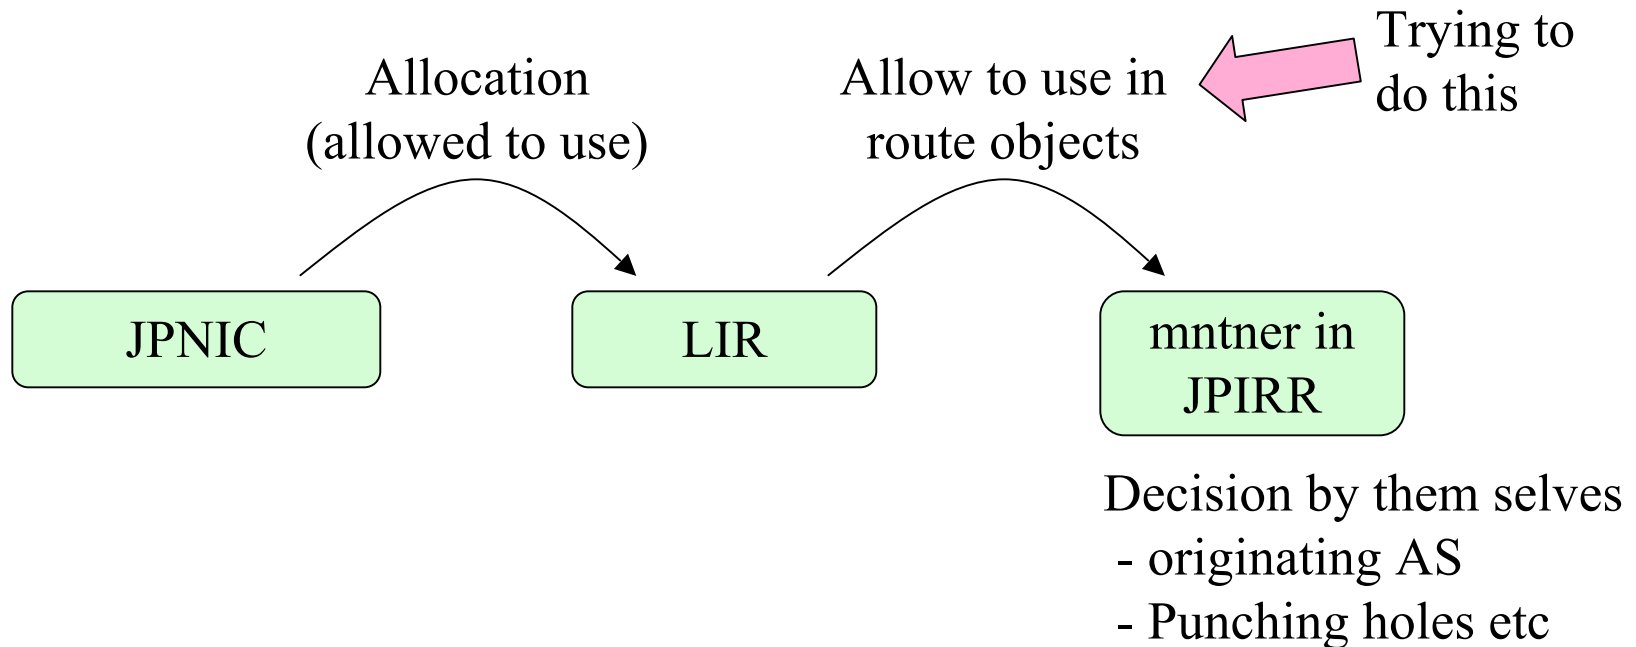 Trying to
do this
Allocation
(allowed to use)
Allow to use in
route objects
JPNIC
LIR
mntner in
JPIRR
Decision by them selves
- originating AS
- Punching holes etc